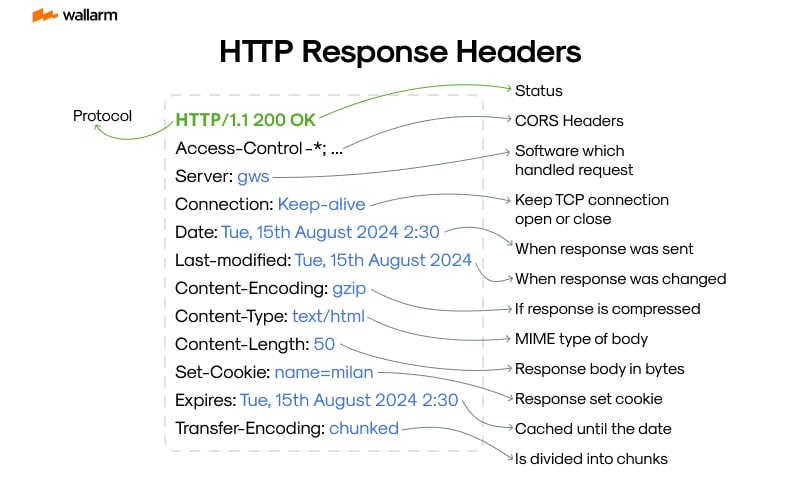 wallarm
HTTP Response Headers
Protocol
HTTP/1.1 200 OK
Access-Control-*; ...
Server: gws
Connection: Keep-alive
Date: Tue, 15th August 2024 2:30
Last-modified: Tue, 15th August 2024
Content-Encoding: gzip
Content-Type: text/html
Content-Length: 50
Set-Cookie: name=milan
Expires: Tue, 15th August 2024 2:30
Transfer-Encoding: chunked
Status
CORS Headers
Software which
handled request
Keep TCP connection
open or close
When response was sent
When response was changed
If response is compressed
MIME type of body
Response body in bytes
Response set cookie
Cached until the date
Is divided into chunks